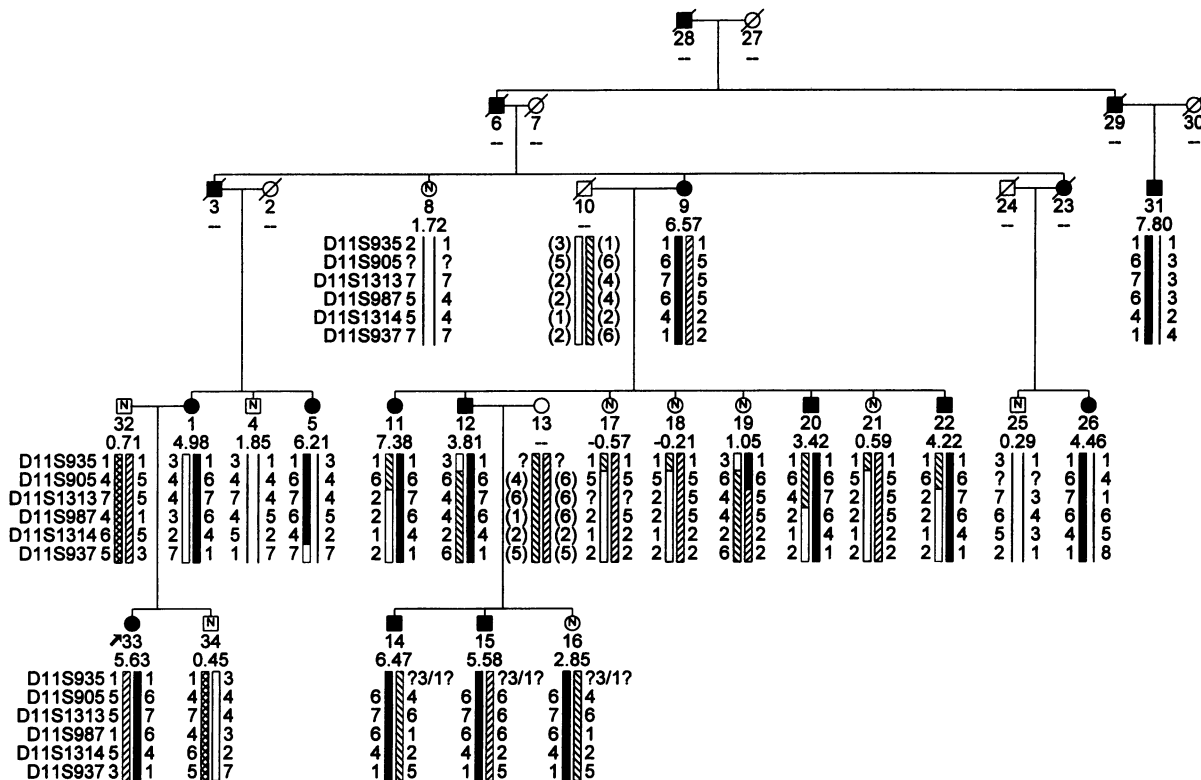 28 27
-- --
6 7 29 30
-- -- -- --
N
3 2 8 10 9 24 23 31
-- -- 1.72 -- 6.57 -- -- 7.80
D11S935 2 1 (3) (1) 1 1 1 1
D11S905 ? ? (5) (6) 6 5 6 3
D11S1313 7 7 (2) (4) 7 5 7 3
D11S987 5 4 (2) (4) 6 5 6 3
D11S1314 5 4 (1) (2) 4 2 4 2
D11S937 7 7 (2) (6) 1 2 1 4
N N N N N N N
32 1 4 5 11 12 13 17 18 19 20 21 22 25 26
0.71 4.98 1.85 6.21 7.38 3.81 -- -0.57 -0.21 1.05 3.42 0.59 4.22 0.29 4.46
D11S935 1 1 3 1 3 1 1 3 1 1 3 1 ? ? 1 1 1 1 3 1 1 1 1 1 1 1 3 1 1 1
D11S905 4 5 4 6 4 4 6 4 6 6 6 6 (4) (6) 5 5 5 5 6 6 6 6 5 5 6 6 ? ? 6 4
D11S1313 7 5 4 7 7 4 7 4 2 7 4 7 (6) (6) ? ? 2 5 4 5 4 7 2 5 2 7 7 3 7 1
D11S987 4 1 3 6 4 5 6 5 2 6 4 6 (1) (6) 2 5 2 5 4 5 2 6 2 5 2 6 6 4 6 6
D11S1314 6 5 2 4 5 2 4 2 1 4 2 4 (2) (2) 1 2 1 2 2 2 1 4 1 2 1 4 5 3 4 5
D11S937 5 3 7 1 1 7 7 7 2 1 6 1 (5) (5) 2 2 2 2 6 2 2 1 2 2 2 1 1 1 1 8
N N
33 34 14 15 16
5.63 0.45 6.47 5.58 2.85
D11S935 1 1 1 3 ?3/1? ?3/1? ?3/1?
D11S905 5 6 4 4 6 4 6 6 6 4
D11S1313 5 7 7 4 7 6 7 6 7 6
D11S987 1 6 4 3 6 1 6 6 6 1
D11S1314 5 4 6 2 4 2 4 2 4 2
D11S937 3 1 5 7 1 5 1 5 1 5